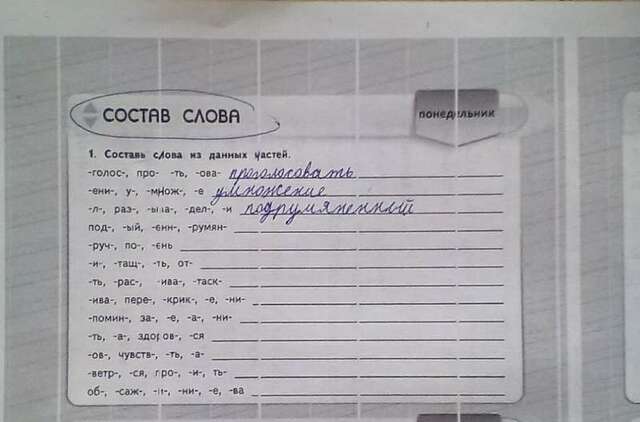 СОСТАВ СЛОВА
ПОНЕДЕЛЬНИК
1. Составь слова из данных частей.
-голос-, про- -ть, -ова- проголосовать
-ени-, у-, -множ-, -е умножение
-л-, раз-, -ыва-, -дел-, -и подрумяненный
под-, -ый, -енн-, -румян-
-руч-, по-, -ень
-и-, -тащ-, -ть, от-
-ть, -рас-, -ива-, -таск-
-ива-, пере-, -крик-, -е, -ни-
-помин-, за-, -е, -а-, -ни-
-ть, -а-, здоров-, -ся
-ов-, чувств-, -ть, -а-
-ветр-, -ся, про-, -и-, ть-
об-, -саж-, -и-, -ни-, -е, -ва